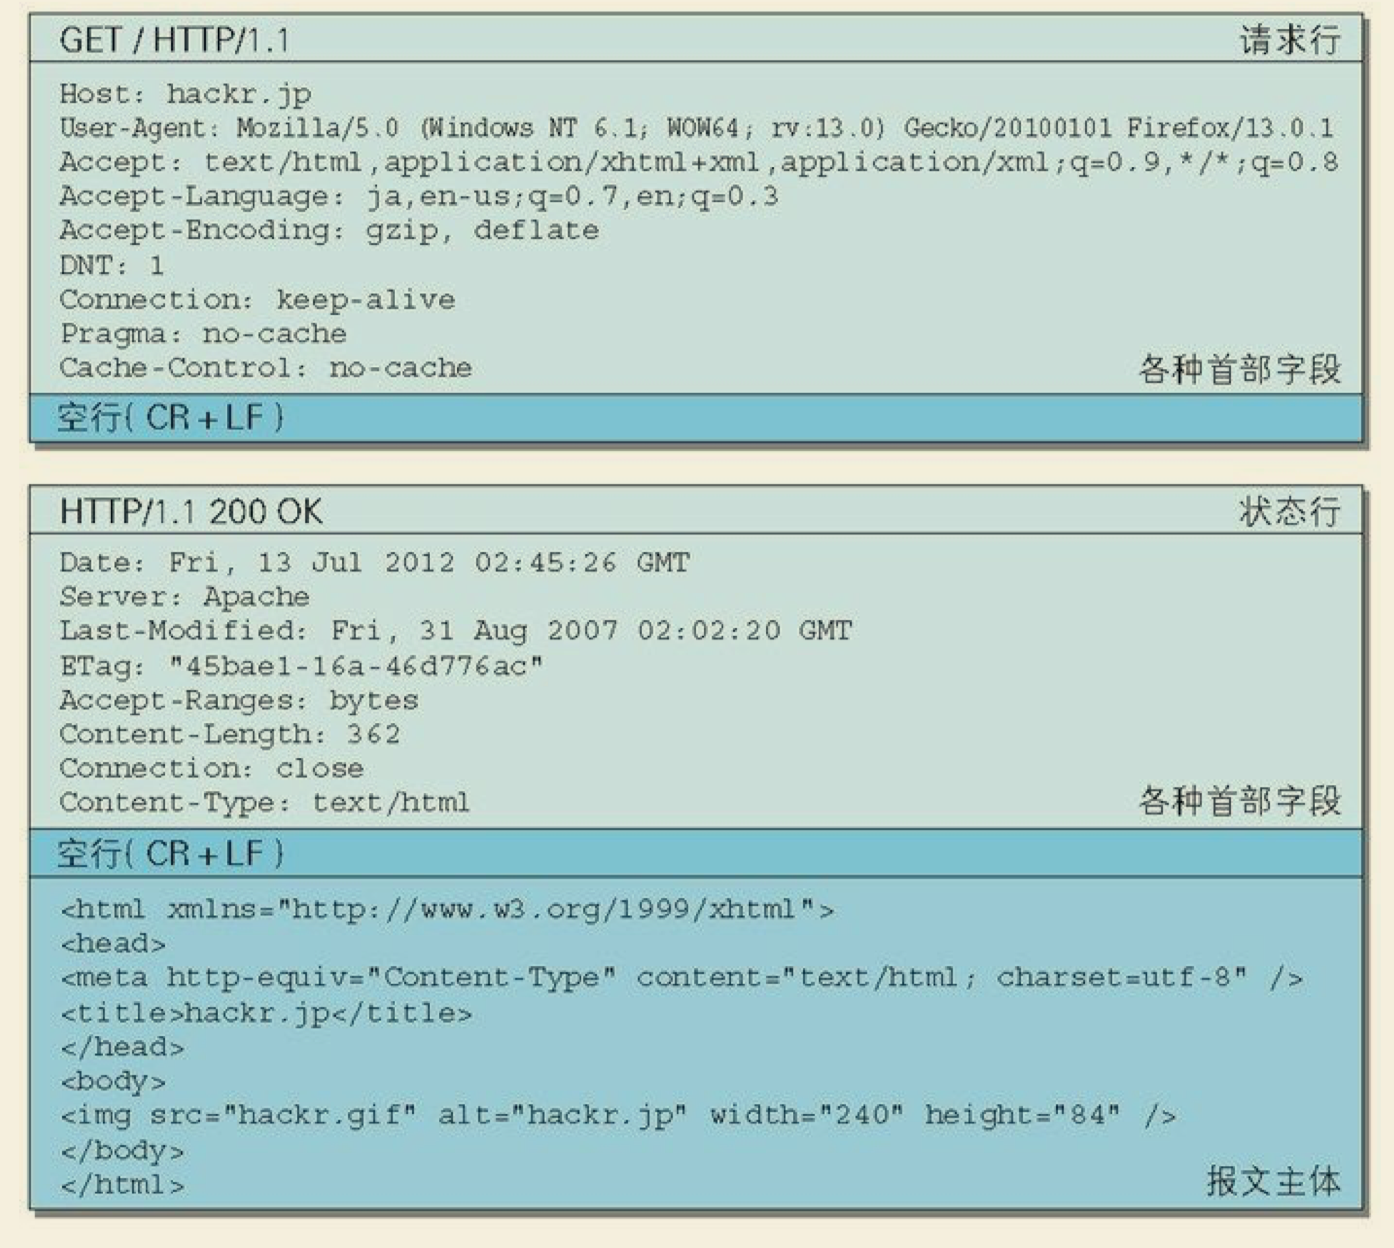 GET / HTTP/1.1 请求行
Host: hackr.jp
User-Agent: Mozilla/5.0 (Windows NT 6.1; WOW64; rv:13.0) Gecko/20100101 Firefox/13.0.1
Accept: text/html,application/xhtml+xml,application/xml;q=0.9,*/*;q=0.8
Accept-Language: ja,en-us;q=0.7,en;q=0.3
Accept-Encoding: gzip, deflate
DNT: 1
Connection: keep-alive
Pragma: no-cache
Cache-Control: no-cache 各种首部字段
空行( CR + LF )
HTTP/1.1 200 OK 状态行
Date: Fri, 13 Jul 2012 02:45:26 GMT
Server: Apache
Last-Modified: Fri, 31 Aug 2007 02:02:20 GMT
ETag: "45bae1-16a-46d776ac"
Accept-Ranges: bytes
Content-Length: 362
Connection: close
Content-Type: text/html 各种首部字段
空行( CR + LF )
<html xmlns="http://www.w3.org/1999/xhtml">
<head>
<meta http-equiv="Content-Type" content="text/html; charset=utf-8" />
<title>hackr.jp</title>
</head>
<body>
<img src="hackr.gif" alt="hackr.jp" width="240" height="84" />
</body>
</html> 报文主体